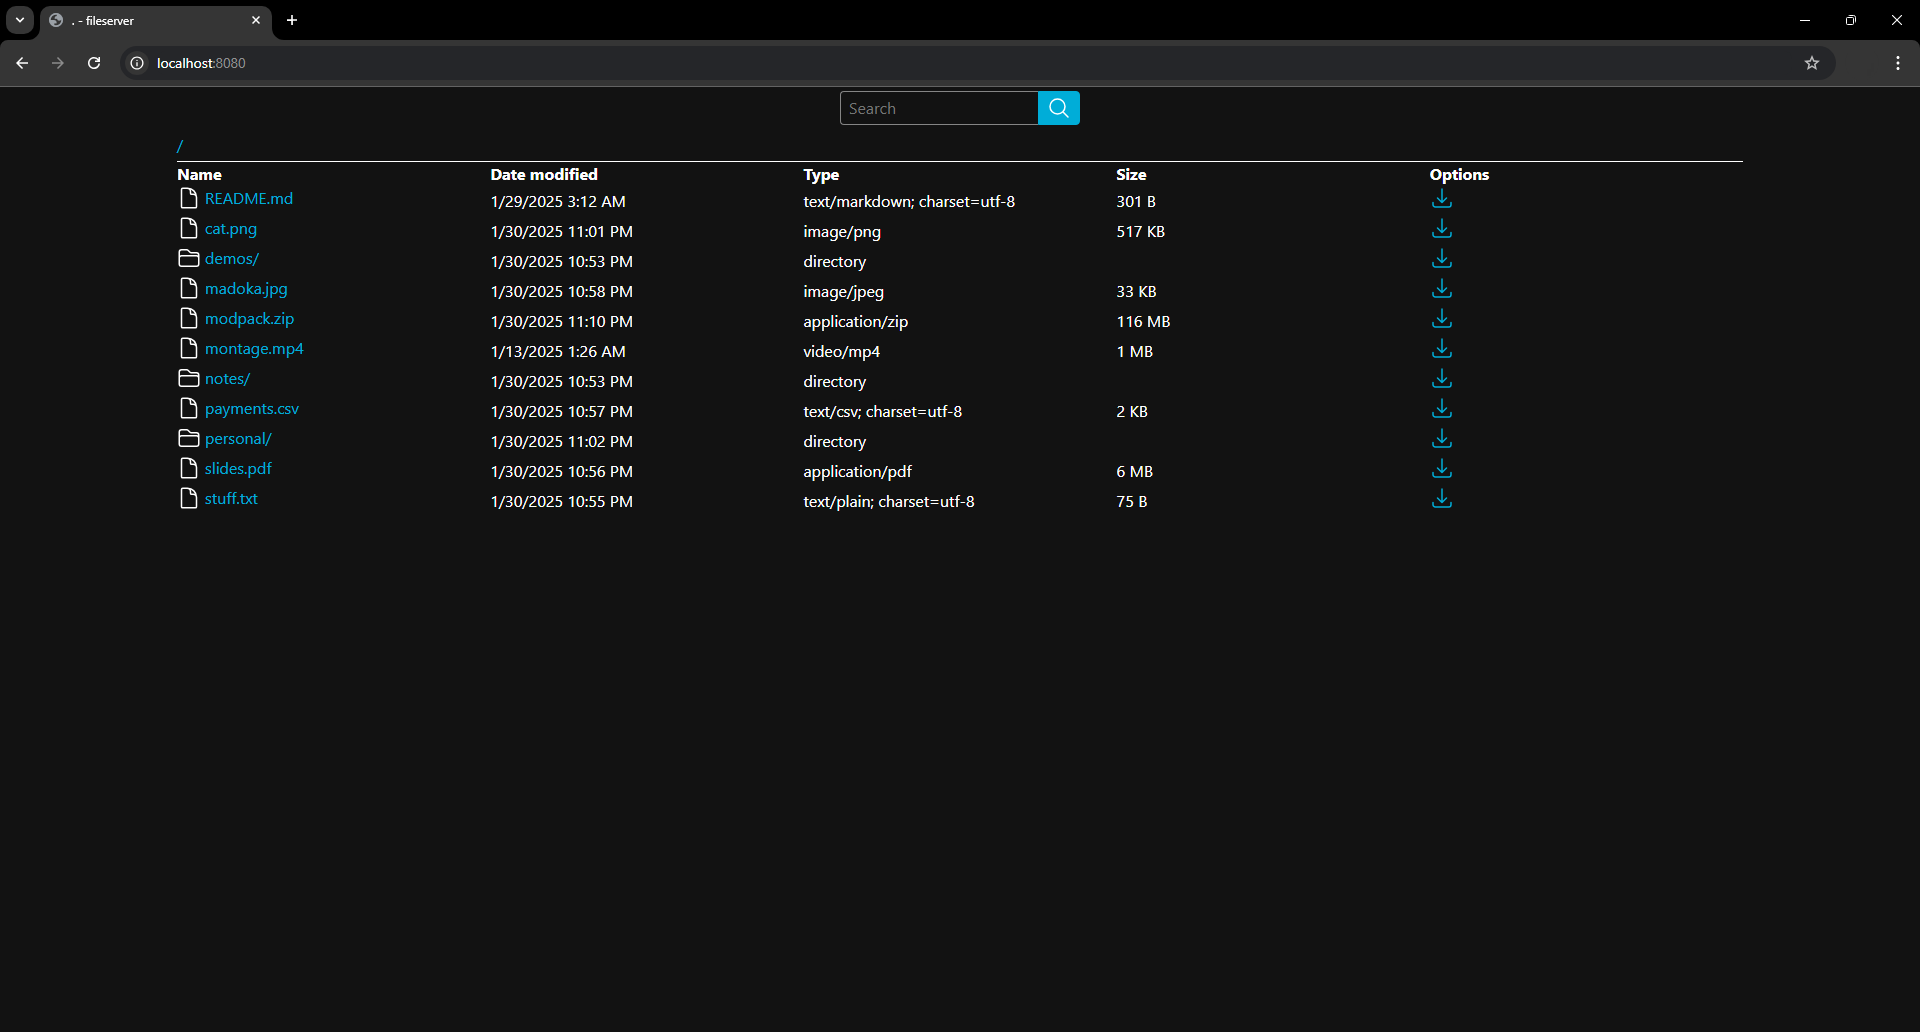 . - fileserver
localhost:8080
Search
/
Name Date modified Type Size Options
README.md 1/29/2025 3:12 AM text/markdown; charset=utf-8 301 B
cat.png 1/30/2025 11:01 PM image/png 517 KB
demos/ 1/30/2025 10:53 PM directory
madoka.jpg 1/30/2025 10:58 PM image/jpeg 33 KB
modpack.zip 1/30/2025 11:10 PM application/zip 116 MB
montage.mp4 1/13/2025 1:26 AM video/mp4 1 MB
notes/ 1/30/2025 10:53 PM directory
payments.csv 1/30/2025 10:57 PM text/csv; charset=utf-8 2 KB
personal/ 1/30/2025 11:02 PM directory
slides.pdf 1/30/2025 10:56 PM application/pdf 6 MB
stuff.txt 1/30/2025 10:55 PM text/plain; charset=utf-8 75 B